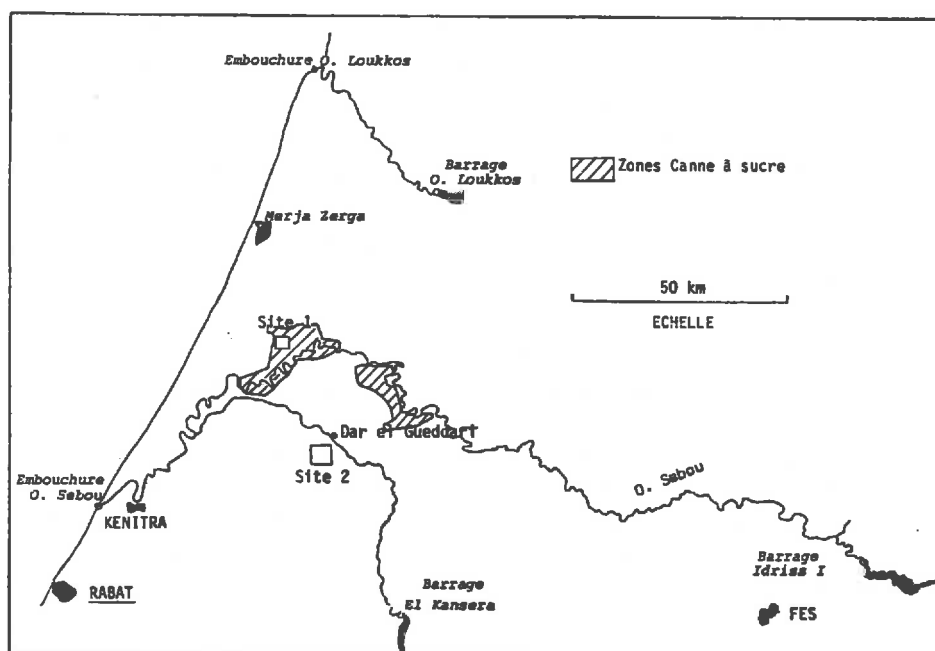 Embouchure O. Loukkos
Barrage
O. Loukkos
Zones Canne à sucre
Merja Zerga
50 km
ECHELLE
Site 1
Dar el Gueddari
Site 2
Embouchure
O. Sebou
KENITRA
O. Sebou
Barrage
Idriss I
Barrage
El Kansera
RABAT
FES